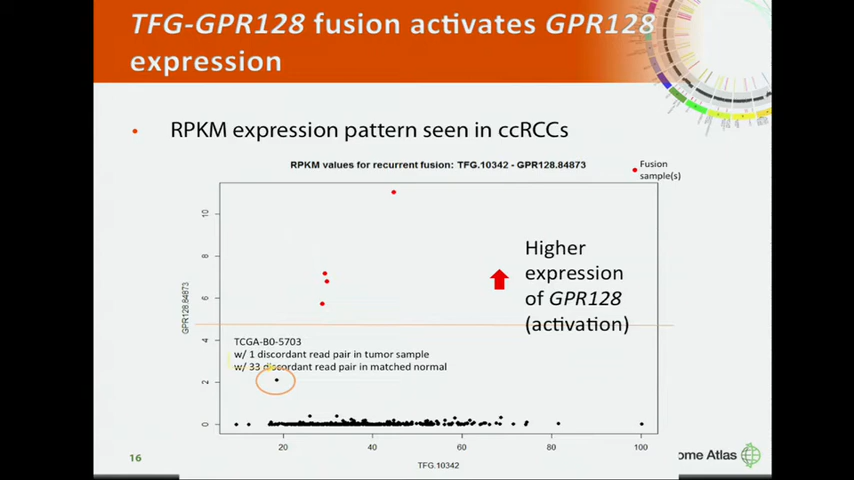 TFG-GPR128 fusion activates GPR128
expression
• RPKM expression pattern seen in ccRCCs
RPKM values for recurrent fusion: TFG.10342 - GPR128.84873
Fusion
sample(s)
10
8
6
4
2
0
GPR128.84873
Higher
expression
of GPR128
(activation)
TCGA-B0-5703
w/ 1 discordant read pair in tumor sample
w/ 33 discordant read pair in matched normal
20 40 60 80 100
TFG.10342
16
ome Atlas